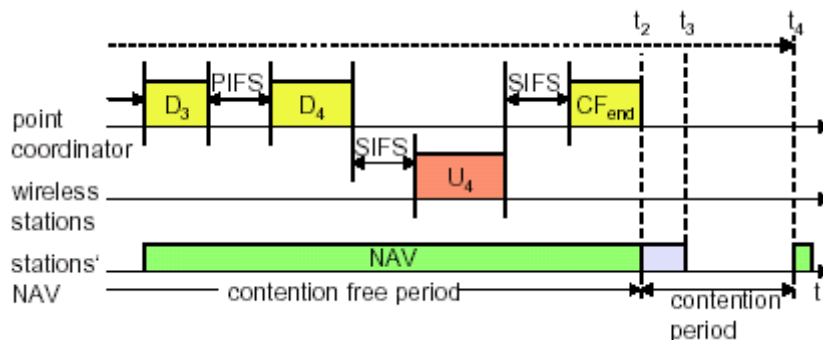 t2 t3 t4
PIFS SIFS
D3 D4 CFend
point
coordinator
SIFS
U4
wireless
stations
stations'
NAV
NAV
contention free period
contention
period
t